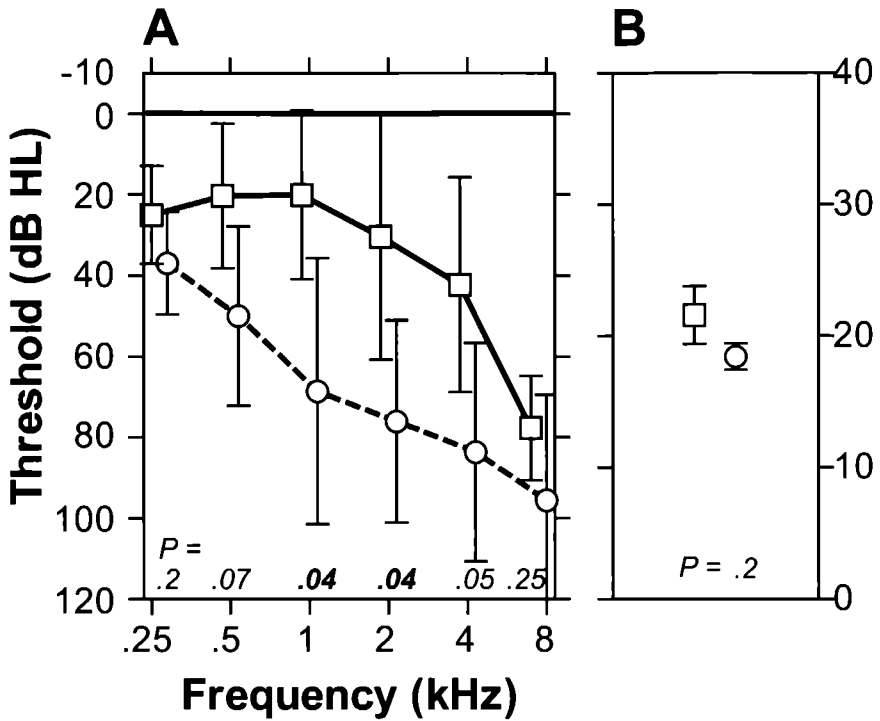 A
B
Threshold (dB HL)
-10
0
20
40
60
80
100
120
P =
.2 .07 .04 .04 .05 .25
.25 .5 1 2 4 8
Frequency (kHz)
40
30
20
10
0
P = .2